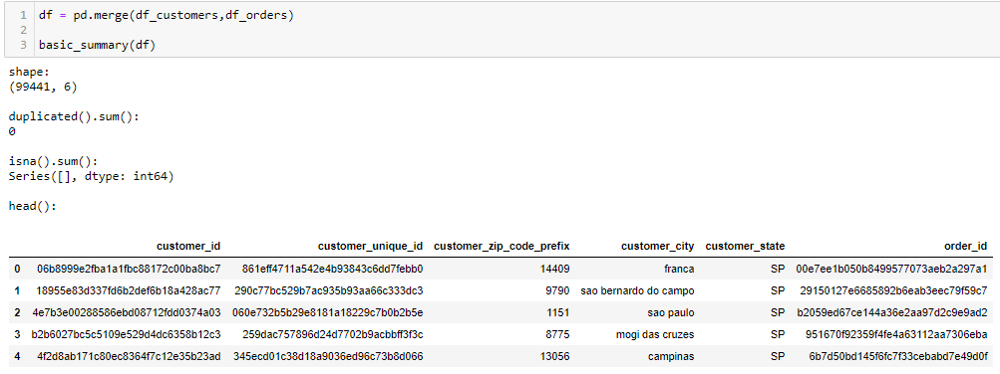 1 df = pd.merge(df_customers,df_orders)
2
3 basic_summary(df)
shape:
(99441, 6)
duplicated().sum():
0
isna().sum():
Series([], dtype: int64)
head():
customer_id customer_unique_id customer_zip_code_prefix customer_city customer_state order_id
0 06b8999e2fba1a1fbc88172c00ba8bc7 861eff4711a542e4b93843c6dd7febb0 14409 franca SP 00e7ee1b050b8499577073aeb2a297a1
1 18955e83d337fd6b2def6b18a428ac77 290c77bc529b7ac935b93aa66c333dc3 9790 sao bernardo do campo SP 29150127e6685892b6eab3eec79f59c7
2 4e7b3e00288586ebd08712fdd0374a03 060e732b5b29e8181a18229c7b0b2b5e 1151 sao paulo SP b2059ed67ce144a36e2aa97d2c9e9ad2
3 b2b6027bc5c5109e529d4dc6358b12c3 259dac757896d24d7702b9acbbff3f3c 8775 mogi das cruzes SP 951670f92359f4fe4a63112aa7306eba
4 4f2d8ab171c80ec8364f7c12e35b23ad 345ecd01c38d18a9036ed96c73b8d066 13056 campinas SP 6b7d50bd145f6fc7f33cebabd7e49d0f